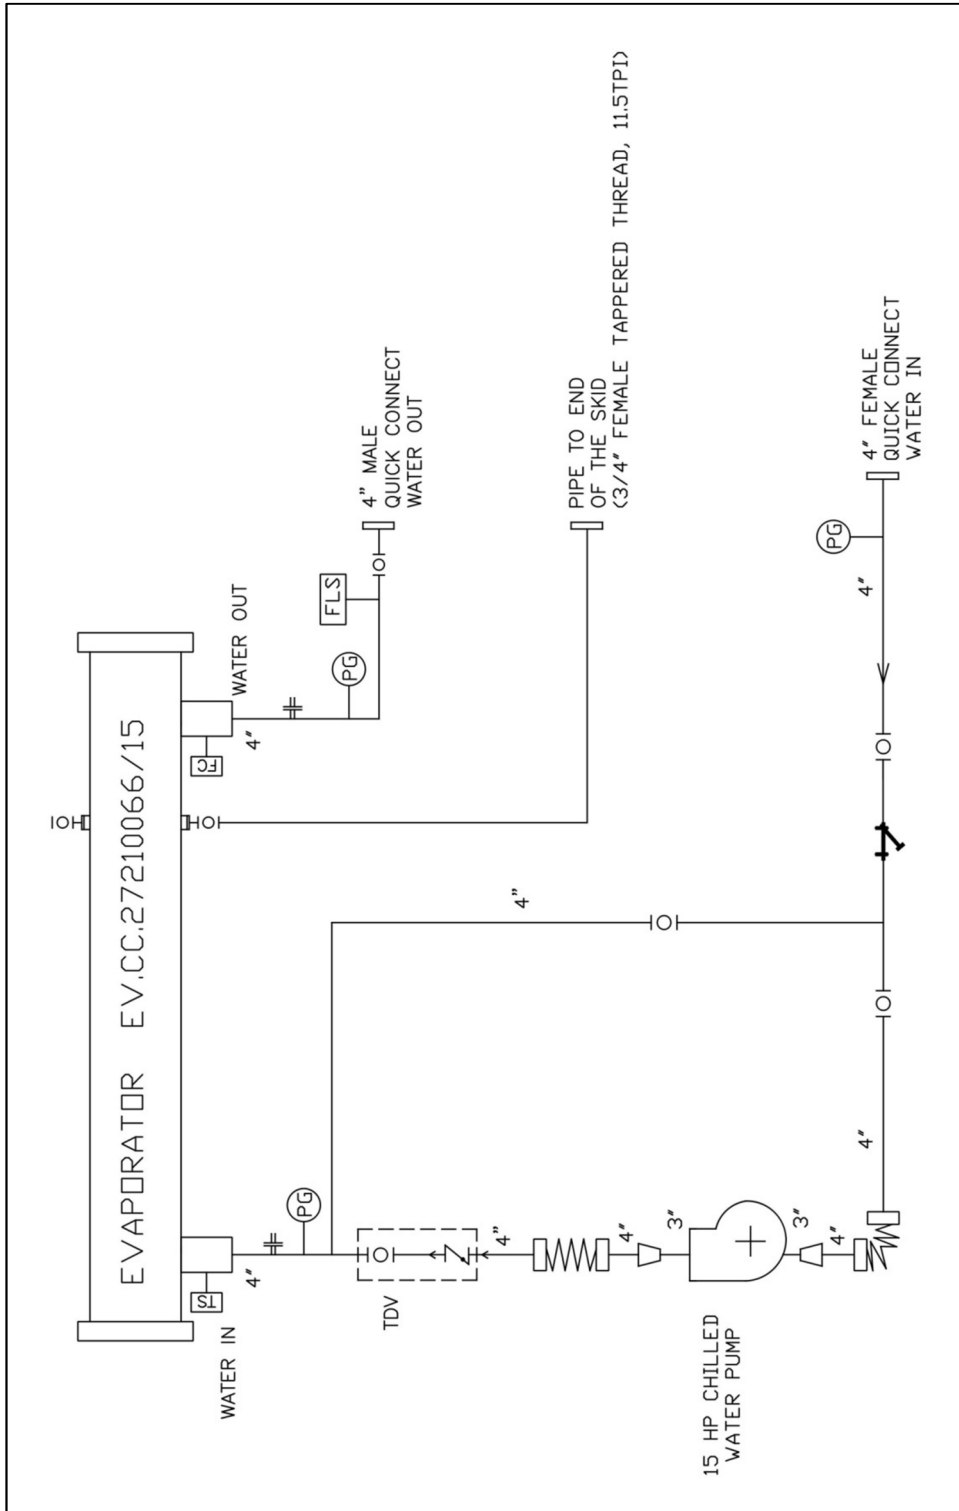 EVAPORATOR EV.CC.27210066/15
TS
WATER IN
4"
PG
TDV
4"
4"
3"
15 HP CHILLED
WATER PUMP
3"
4"
4"
4"
FC
WATER OUT
4"
PG
FLS
4" MALE
QUICK CONNECT
WATER OUT
PIPE TO END
OF THE SKID
(3/4" FEMALE TAPPERED THREAD, 11.5TPI)
PG
4"
4" FEMALE
QUICK CONNECT
WATER IN